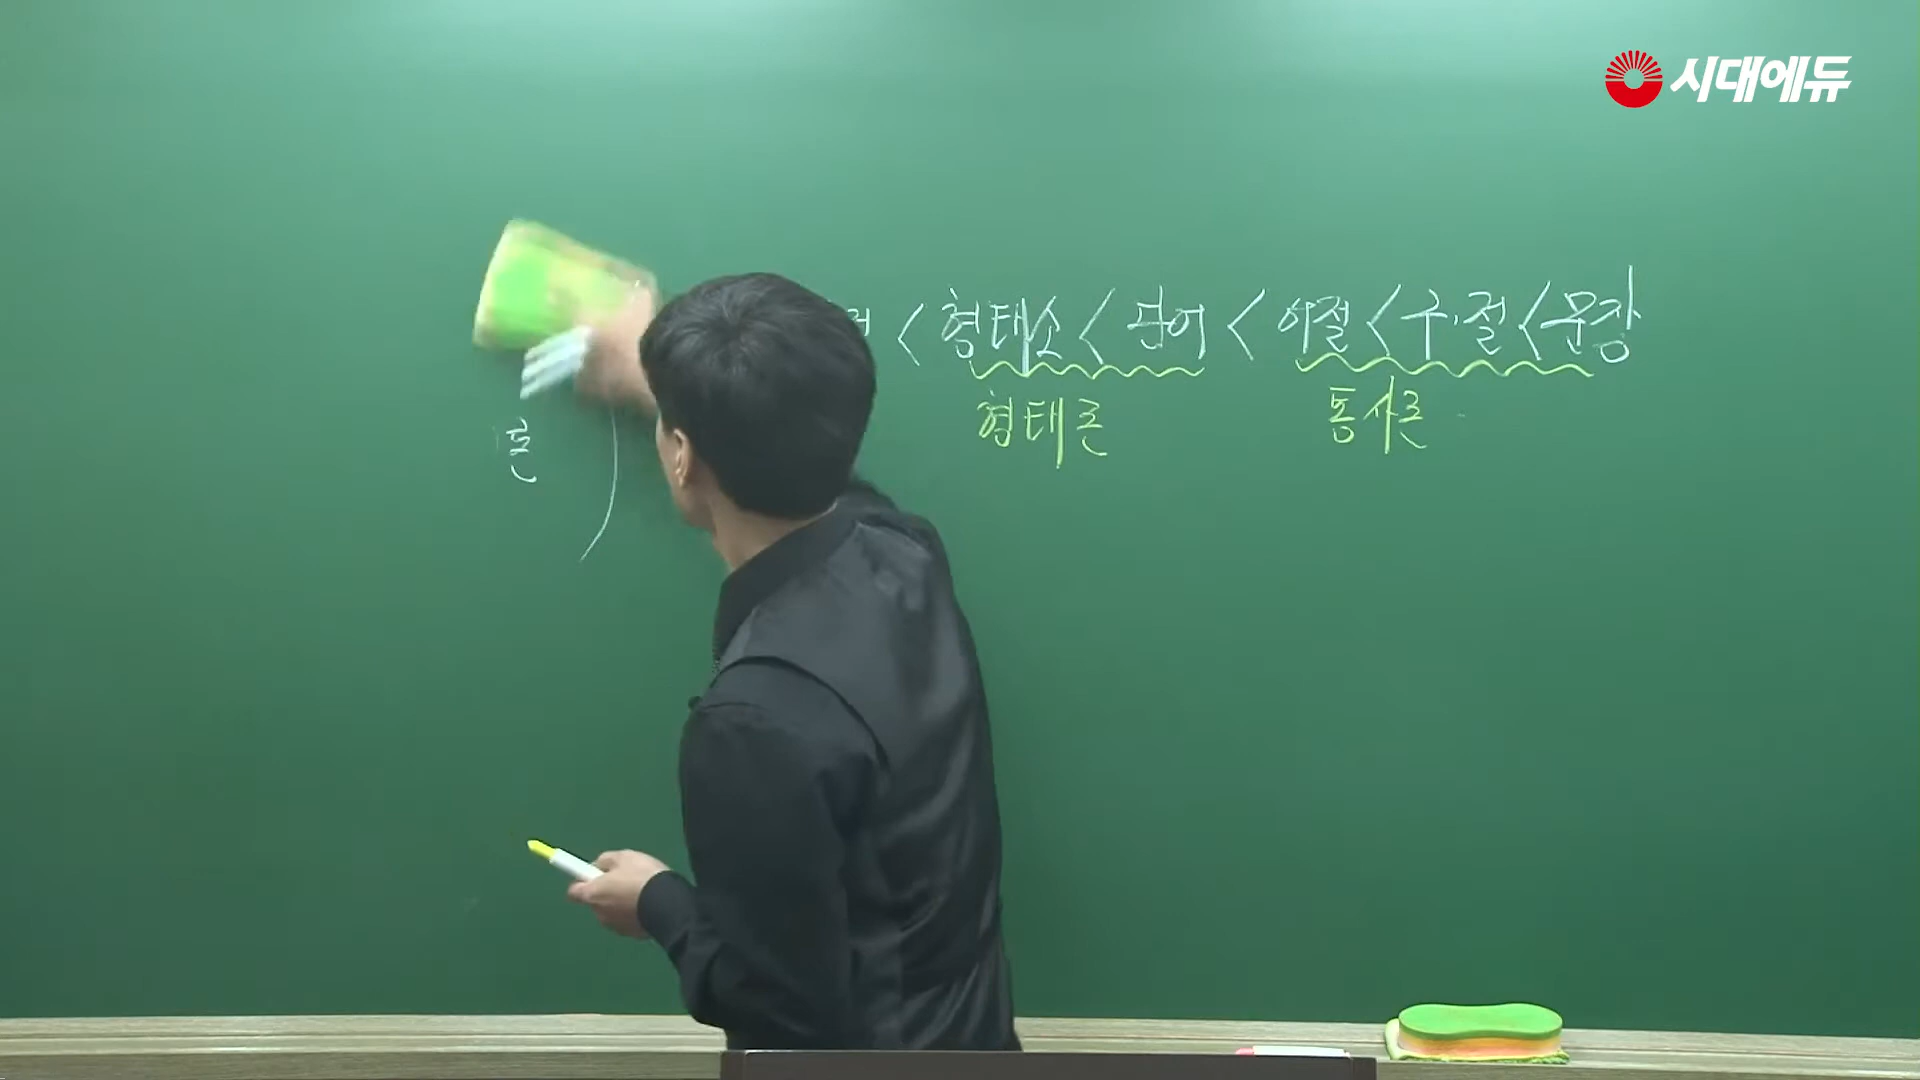 시대에듀
< 형태소 < 단어 < 어절 < 구·절 < 문장
형태론 통사론
론